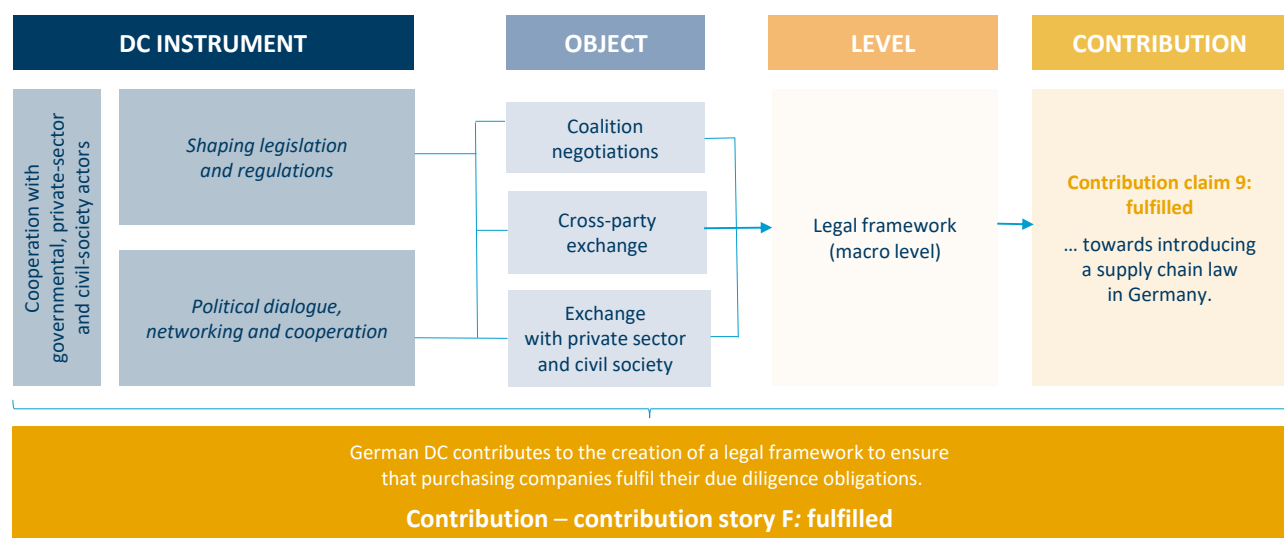 DC INSTRUMENT
OBJECT
LEVEL
CONTRIBUTION
Cooperation with
governmental, private-sector
and civil-society actors
Shaping legislation
and regulations
Political dialogue,
networking and cooperation
Coalition
negotiations
Cross-party
exchange
Exchange
with private sector
and civil society
Legal framework
(macro level)
Contribution claim 9:
fulfilled
… towards introducing
a supply chain law
in Germany.
German DC contributes to the creation of a legal framework to ensure
that purchasing companies fulfil their due diligence obligations.
Contribution – contribution story F: fulfilled